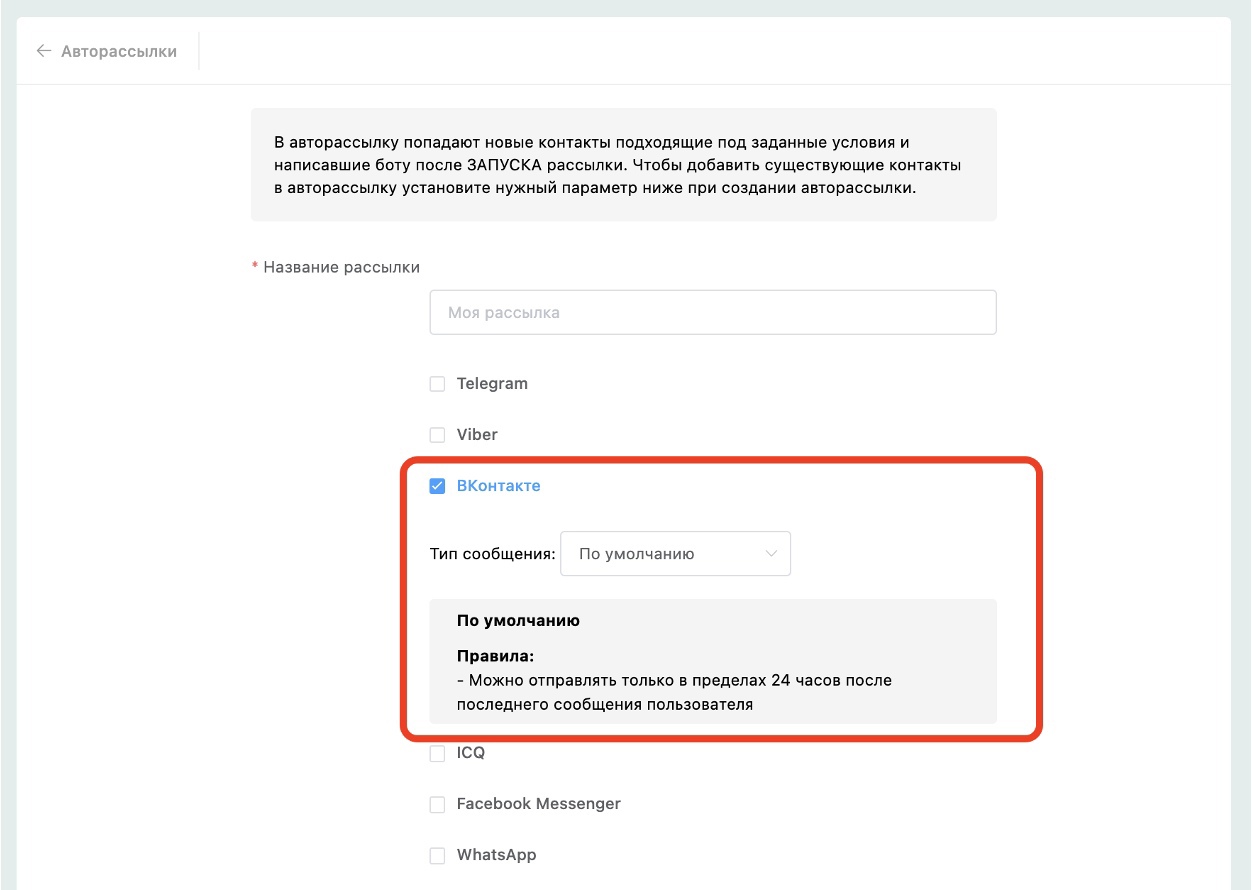 Авторассылки
В авторассылку попадают новые контакты подходящие под заданные условия и
написавшие боту после ЗАПУСКА рассылки. Чтобы добавить существующие контакты
в авторассылку установите нужный параметр ниже при создании авторассылки.
* Название рассылки
Моя рассылка
Telegram
Viber
ВКонтакте
Тип сообщения: По умолчанию
По умолчанию
Правила:
- Можно отправлять только в пределах 24 часов после
последнего сообщения пользователя
ICQ
Facebook Messenger
WhatsApp